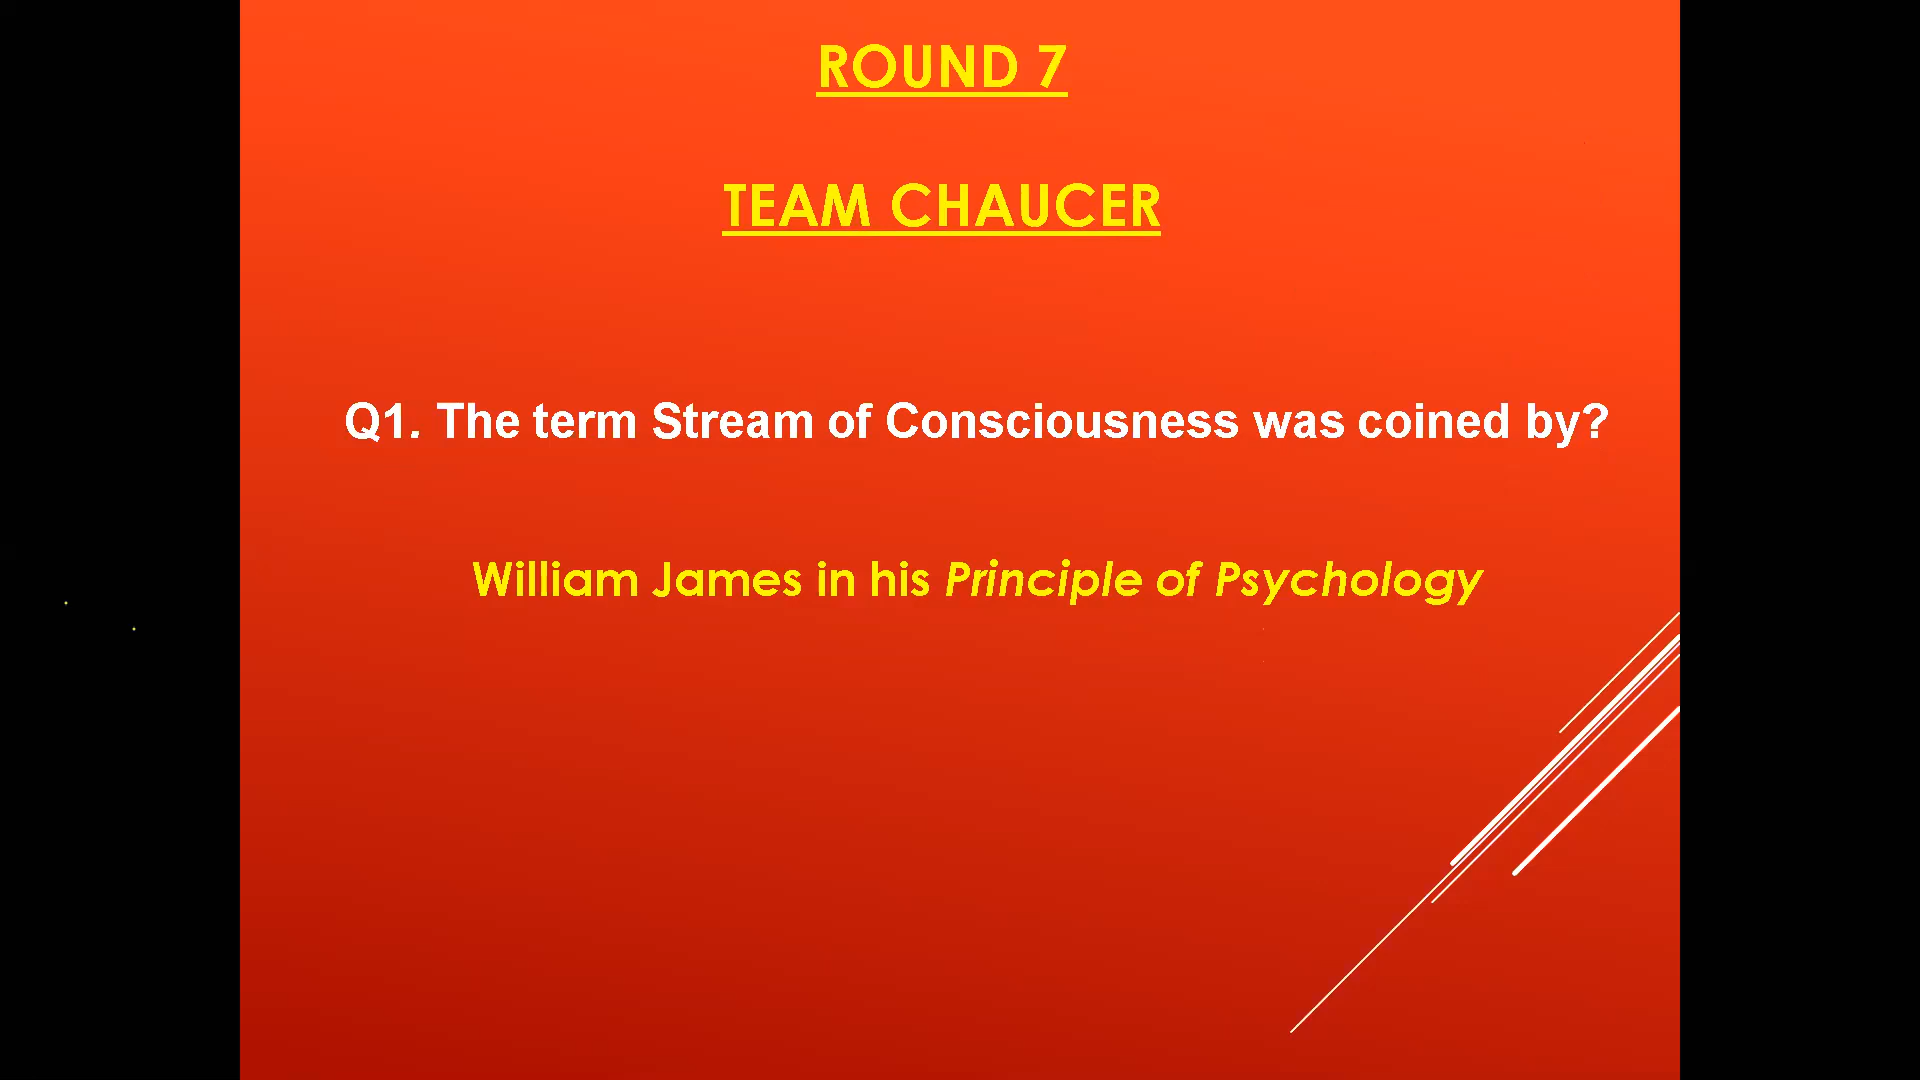 ROUND 7
TEAM CHAUCER
Q1. The term Stream of Consciousness was coined by?
William James in his Principle of Psychology